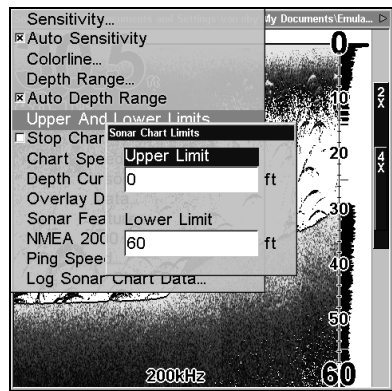 My Documents\Emula...
Sensitivity...
Auto Sensitivity
Colorline...
Depth Range...
Auto Depth Range
Upper And Lower Limits
Stop Char
Chart Spe
Depth Cur
Overlay D
Sonar Fea
NMEA 200
Ping Spee
Log Sonar Chart Data...
Sonar Chart Limits
Upper Limit
0 ft
Lower Limit
60 ft
0
10
20
30
40
50
60
2X
4X
200kHz